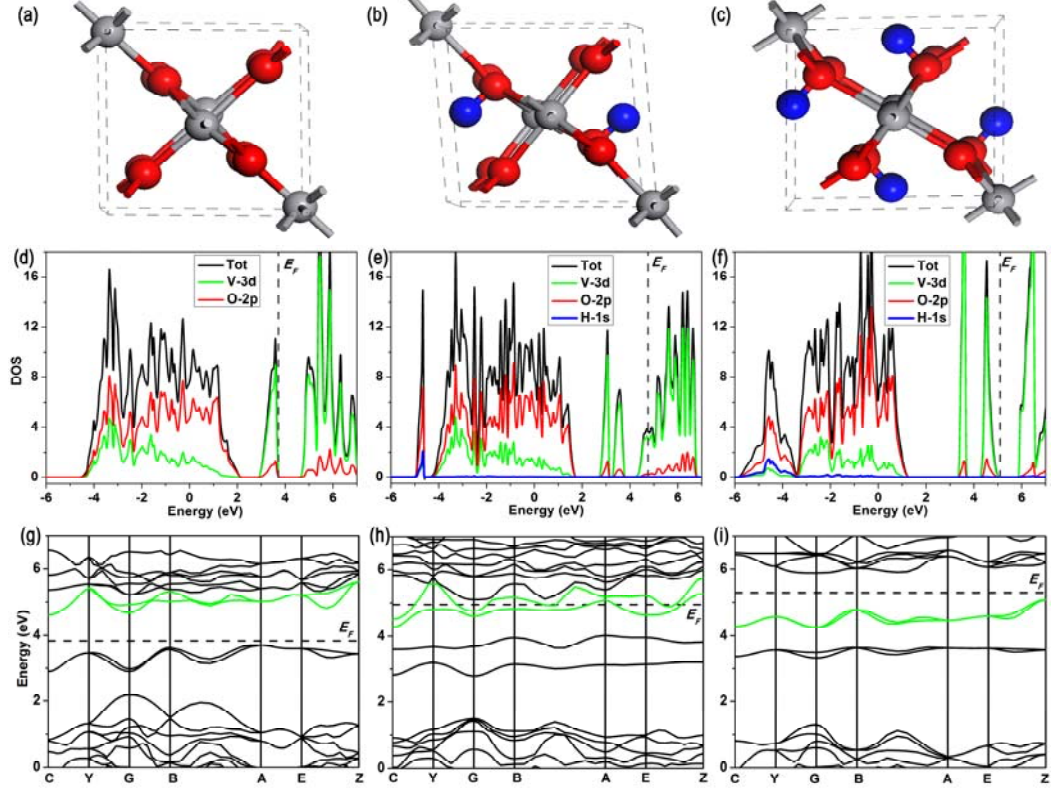 (a)
(b)
(c)
(d)
16
12
8
4
0
DOS
Tot
V-3d
O-2p
E_F
-6 -4 -2 0 2 4 6
Energy (eV)
(e)
16
12
8
4
0
Tot
V-3d
O-2p
H-1s
E_F
-6 -4 -2 0 2 4 6
Energy (eV)
(f)
16
12
8
4
0
Tot
V-3d
O-2p
H-1s
E_F
-6 -4 -2 0 2 4 6
Energy (eV)
(g)
6
4
2
0
Energy (eV)
E_F
C Y G B A E Z
(h)
6
4
2
0
E_F
C Y G B A E Z
(i)
6
4
2
0
E_F
C Y G B A E Z